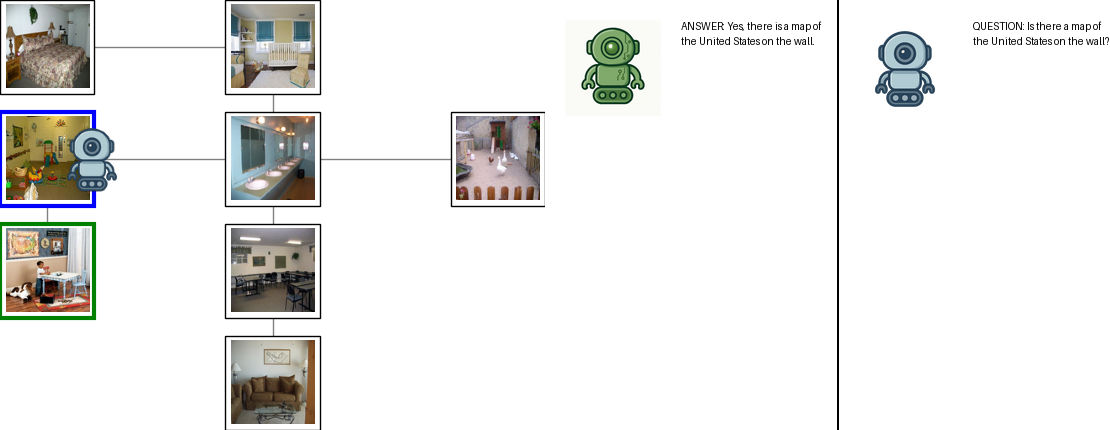 ANSWER: Yes, there is a map of
the United States on the wall.
QUESTION: Is there a map of
the United States on the wall?